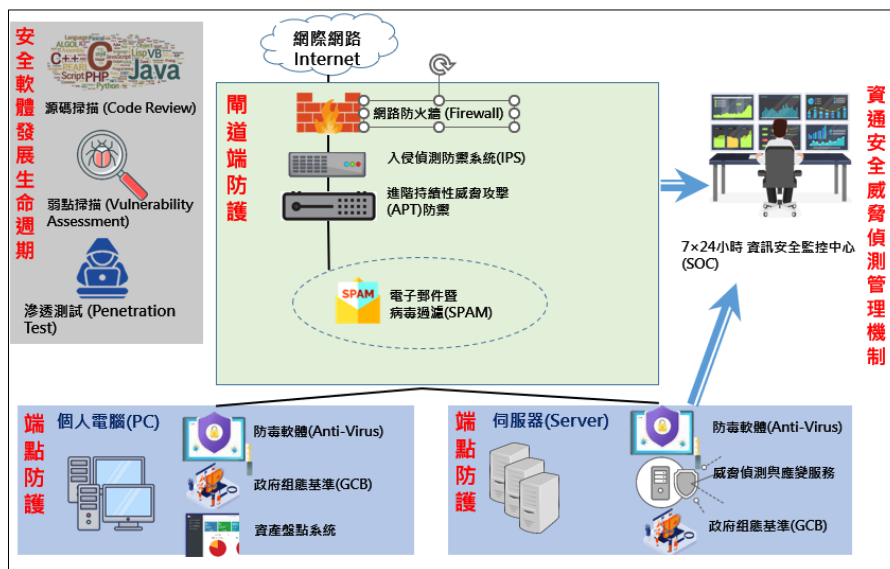 安全軟體發展生命週期
C++
C
Java
PHP
Script
Lisp
VB
Python
ALGOL
源碼掃描 (Code Review)
弱點掃描 (Vulnerability
Assessment)
滲透測試 (Penetration
Test)
網際網路
Internet
閘道端防護
網路防火牆 (Firewall)
入侵偵測防禦系統(IPS)
進階持續性威脅攻擊
(APT)防禦
SPAM
電子郵件暨
病毒過濾(SPAM)
7×24小時 資訊安全監控中心
(SOC)
資通安全威脅偵測管理機制
端點防護
個人電腦(PC)
防毒軟體(Anti-Virus)
政府組態基準(GCB)
資產盤點系統
端點防護
伺服器(Server)
防毒軟體(Anti-Virus)
威脅偵測與應變服務
政府組態基準(GCB)